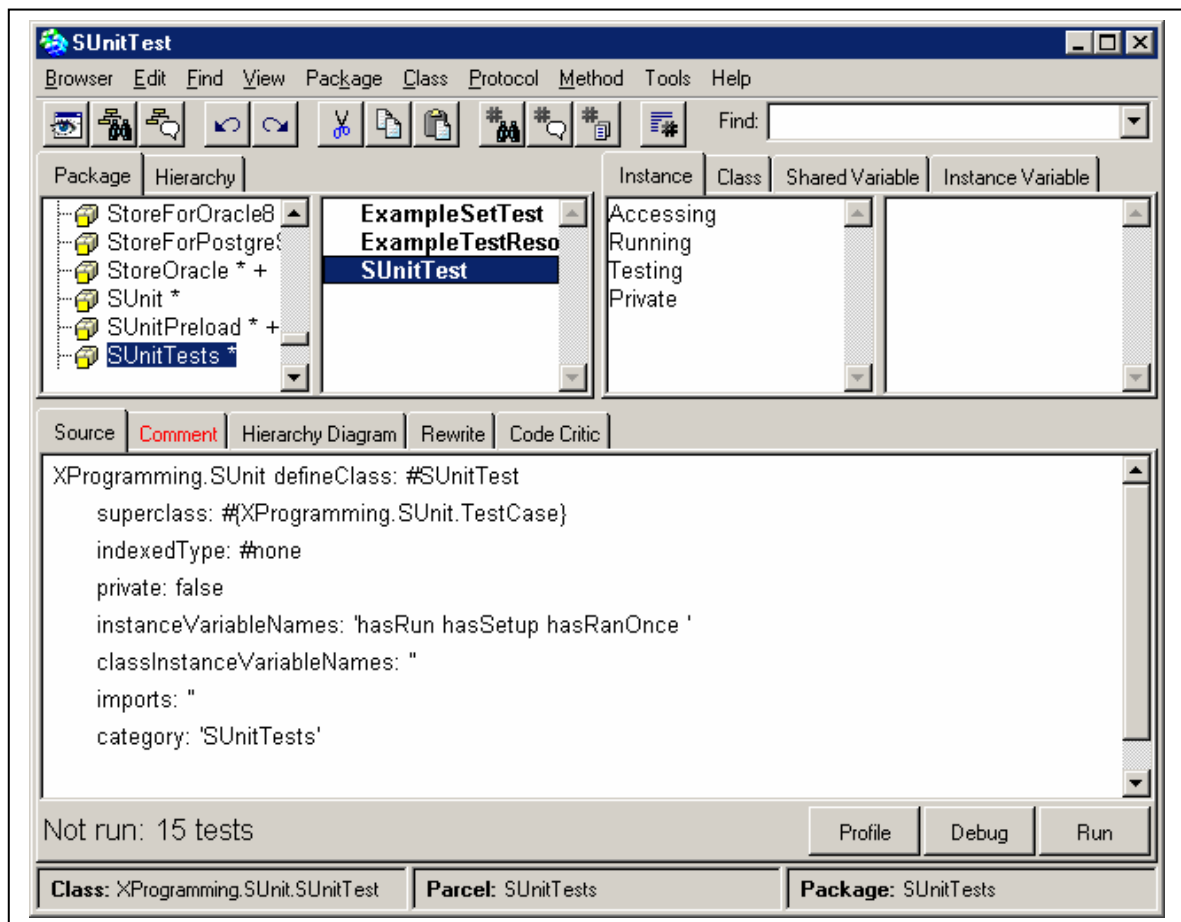 SUnitTest
Browser Edit Find View Package Class Protocol Method Tools Help
Find:
Package Hierarchy
Instance Class Shared Variable Instance Variable
StoreForOracle8
StoreForPostgreS
StoreOracle * +
SUnit *
SUnitPreload * +
SUnitTests *
ExampleSetTest
ExampleTestReso
SUnitTest
Accessing
Running
Testing
Private
Source Comment Hierarchy Diagram Rewrite Code Critic
XProgramming.SUnit defineClass: #SUnitTest
superclass: #{XProgramming.SUnit.TestCase}
indexedType: #none
private: false
instanceVariableNames: 'hasRun hasSetup hasRanOnce '
classInstanceVariableNames: ''
imports: ''
category: 'SUnitTests'
Not run: 15 tests
Profile Debug Run
Class: XProgramming.SUnit.SUnitTest Parcel: SUnitTests Package: SUnitTests